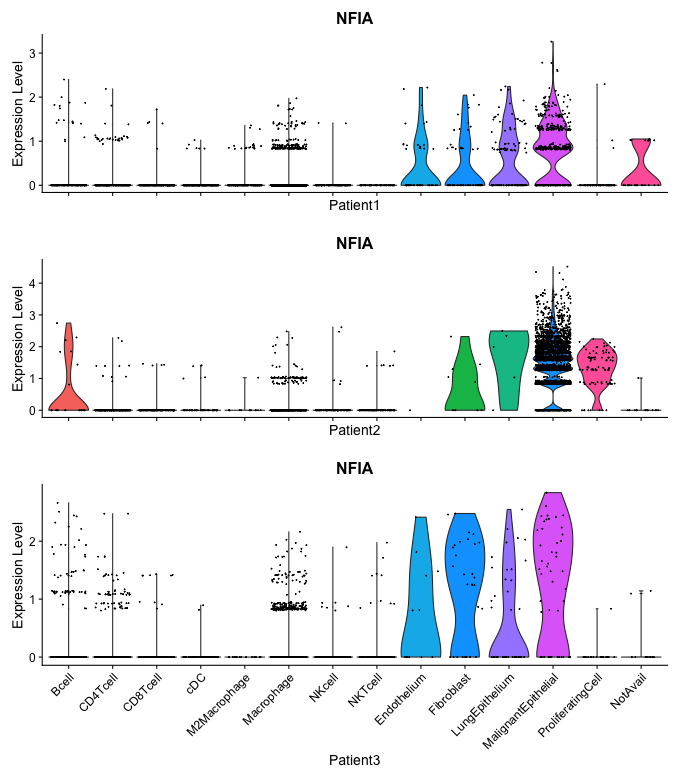 NFIA
Expression Level
3
2
1
0
Patient1
NFIA
Expression Level
4
3
2
1
0
Patient2
NFIA
Expression Level
2
1
0
Bcell
CD4Tcell
CD8Tcell
cDC
M2Macrophage
Macrophage
NKcell
NKTcell
Endothelium
Fibroblast
LungEpithelium
MalignantEpithelial
ProliferatingCell
NotAvail
Patient3